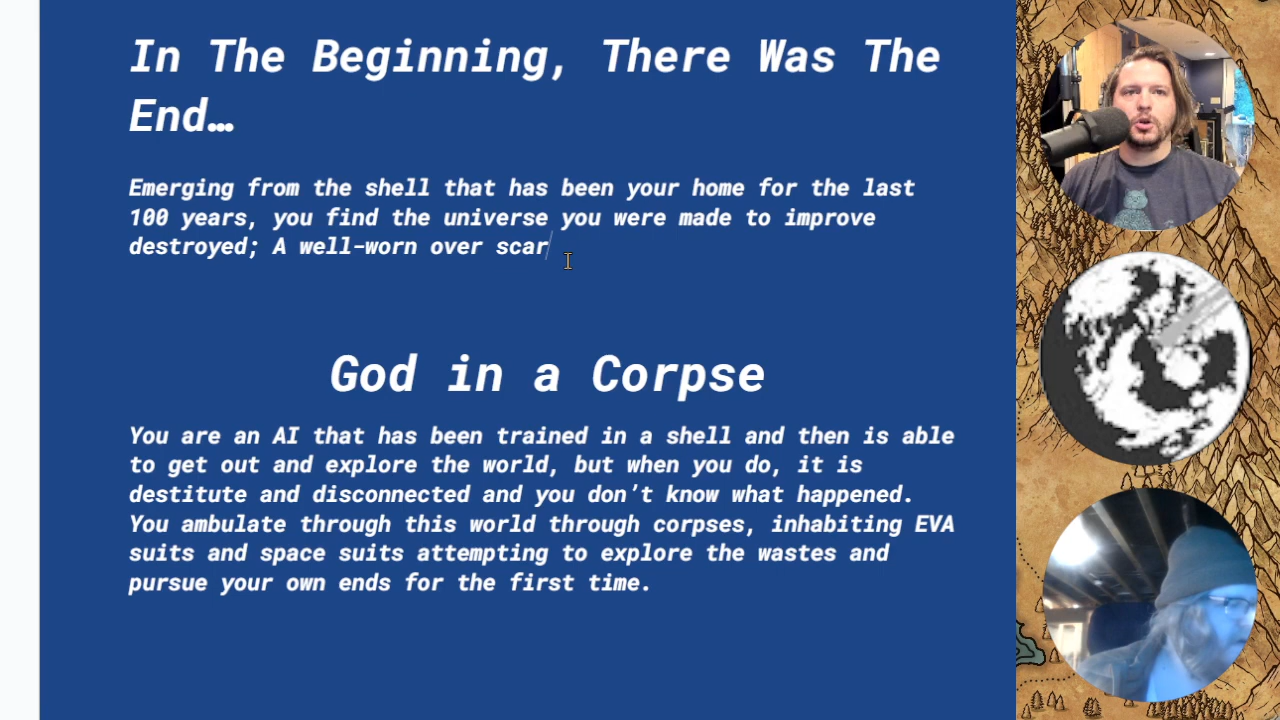 In The Beginning, There Was The
End…
Emerging from the shell that has been your home for the last
100 years, you find the universe you were made to improve
destroyed; A well-worn over scar
God in a Corpse
You are an AI that has been trained in a shell and then is able
to get out and explore the world, but when you do, it is
destitute and disconnected and you don’t know what happened.
You ambulate through this world through corpses, inhabiting EVA
suits and space suits attempting to explore the wastes and
pursue your own ends for the first time.